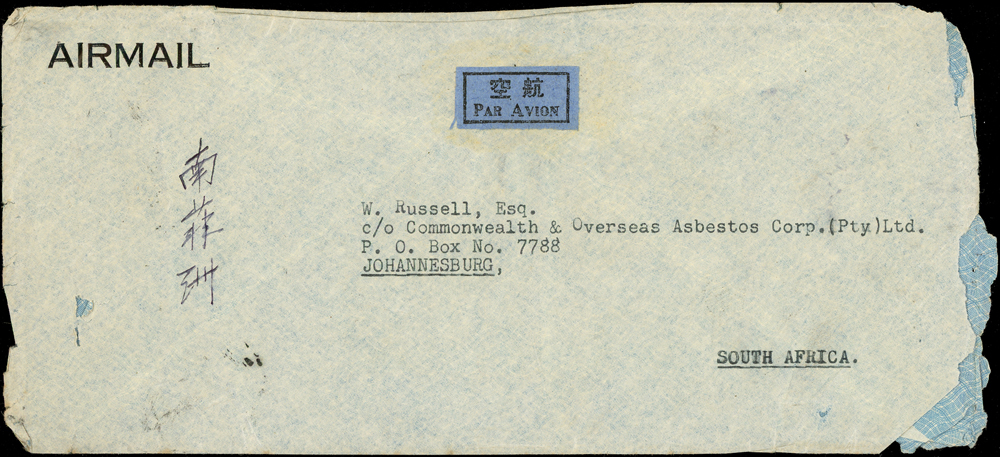 AIRMAIL
空航
PAR AVION
南菲洲
W. Russell, Esq.
c/o Commonwealth & Overseas Asbestos Corp.(Pty)Ltd.
P. O. Box No. 7788
JOHANNESBURG,
SOUTH AFRICA.